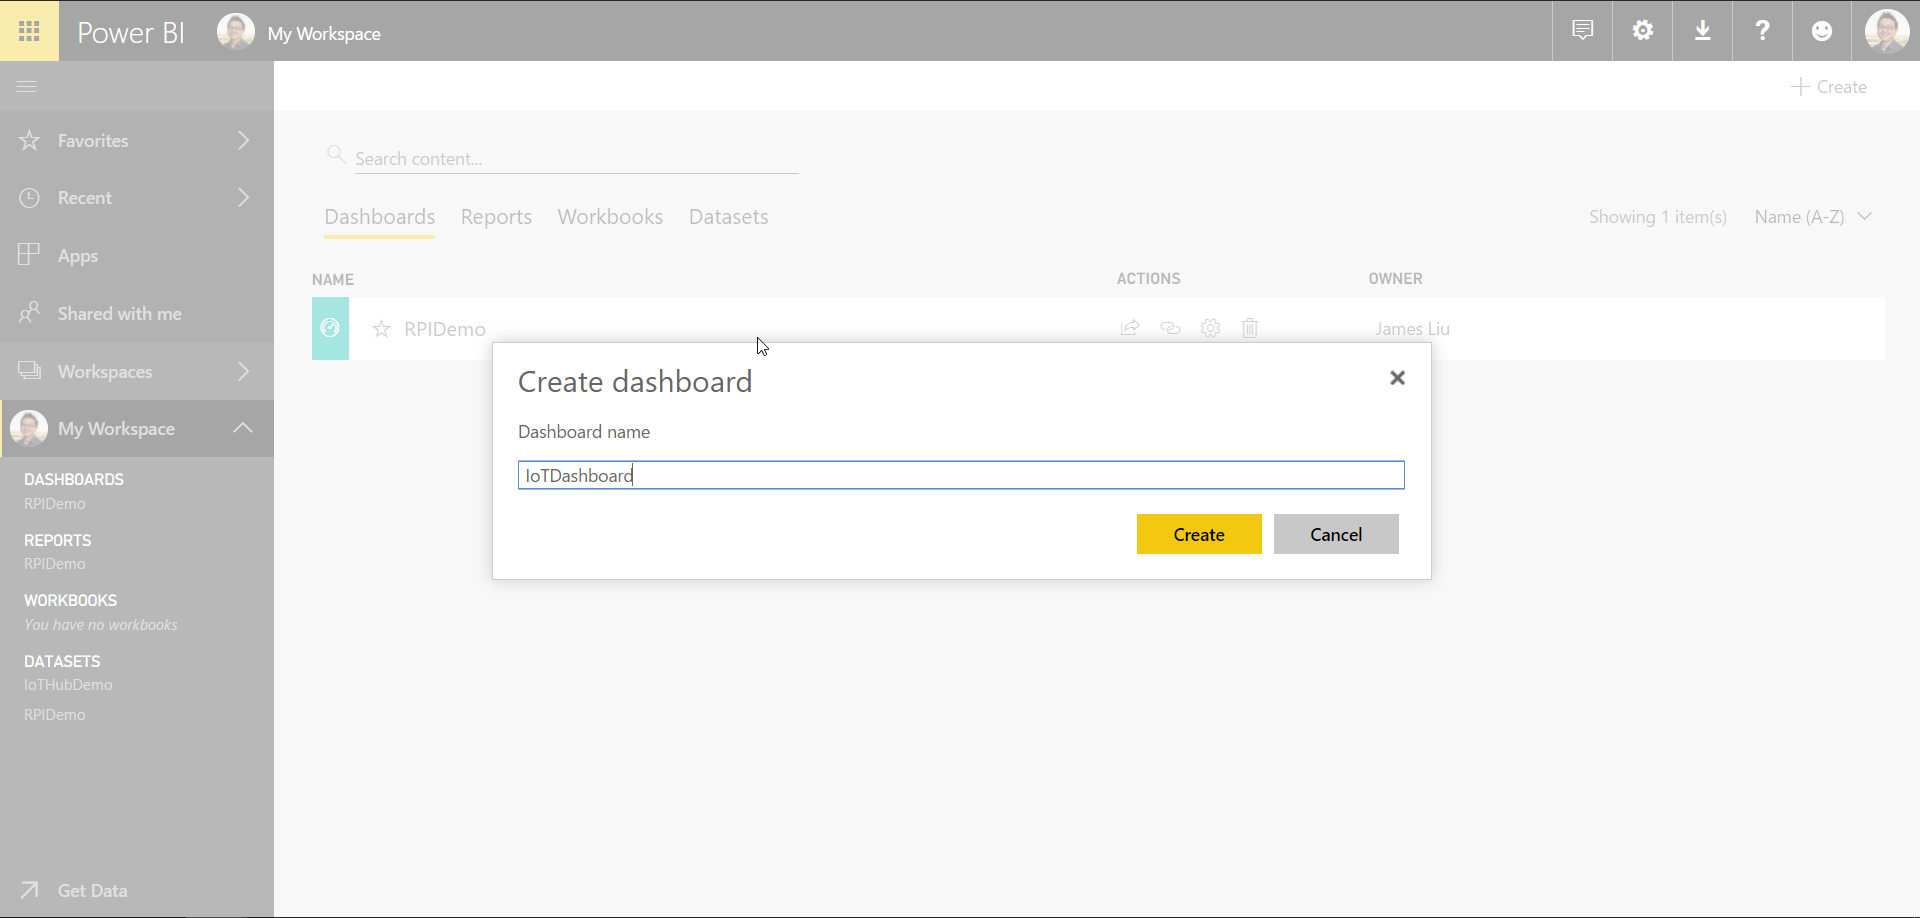 Power BI My Workspace ?
Create
Favorites
Recent
Apps
Shared with me
Workspaces
My Workspace
DASHBOARDS
RPIDemo
REPORTS
RPIDemo
WORKBOOKS
You have no workbooks
DATASETS
IoTHubDemo
RPIDemo
Get Data
Search content...
Dashboards Reports Workbooks Datasets Showing 1 item(s) Name (A-Z)
NAME ACTIONS OWNER
RPIDemo James Liu
Create dashboard
Dashboard name
IoTDashboard
Create Cancel